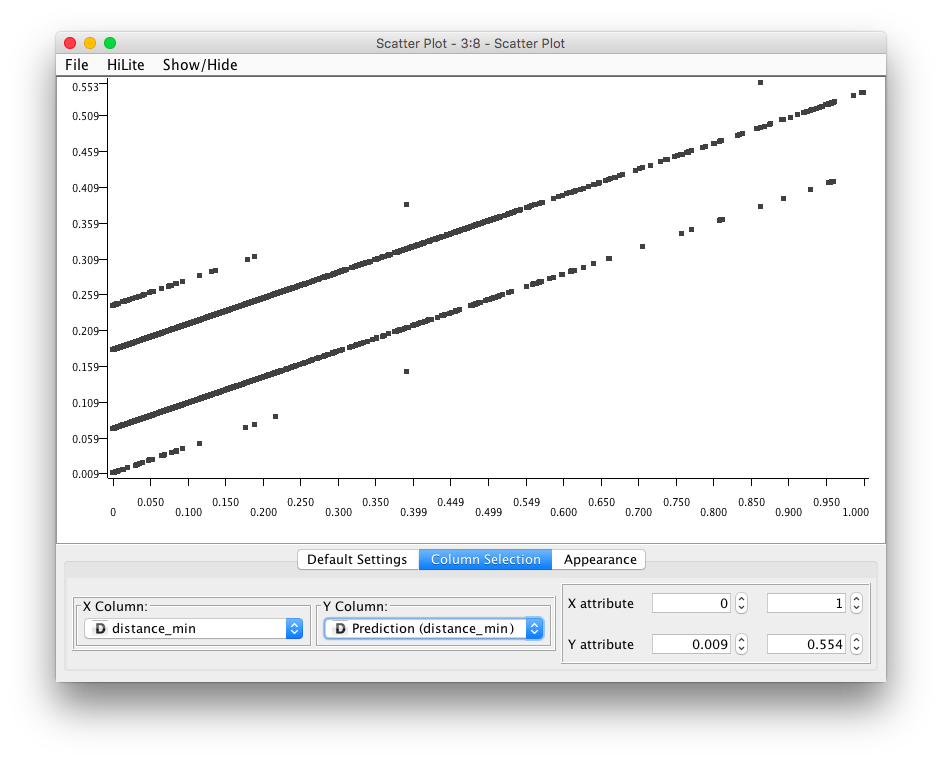 Scatter Plot - 3:8 - Scatter Plot
File HiLite Show/Hide
0.553
0.509
0.459
0.409
0.359
0.309
0.259
0.209
0.159
0.109
0.059
0.009
0.050 0.150 0.250 0.350 0.449 0.549 0.650 0.750 0.850 0.950
0 0.100 0.200 0.300 0.399 0.499 0.600 0.700 0.800 0.900 1.000
Default Settings Column Selection Appearance
X Column: Y Column:
D distance_min D Prediction (distance_min)
X attribute 0 1
Y attribute 0.009 0.554